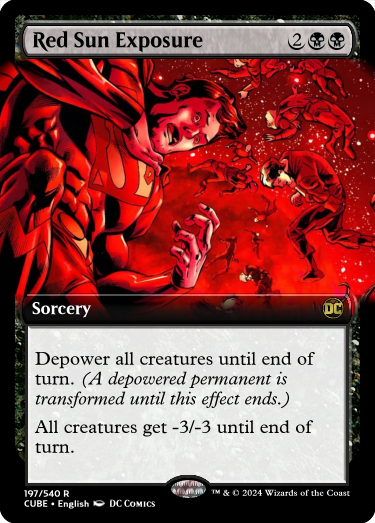 Red Sun Exposure 2
DC
Sorcery
Depower all creatures until end of
turn. (A depowered permanent is
transformed until this effect ends.)
All creatures get -3/-3 until end of
turn.
197/540 R
CUBE • English DC COMICS
™ & © 2024 Wizards of the Coast